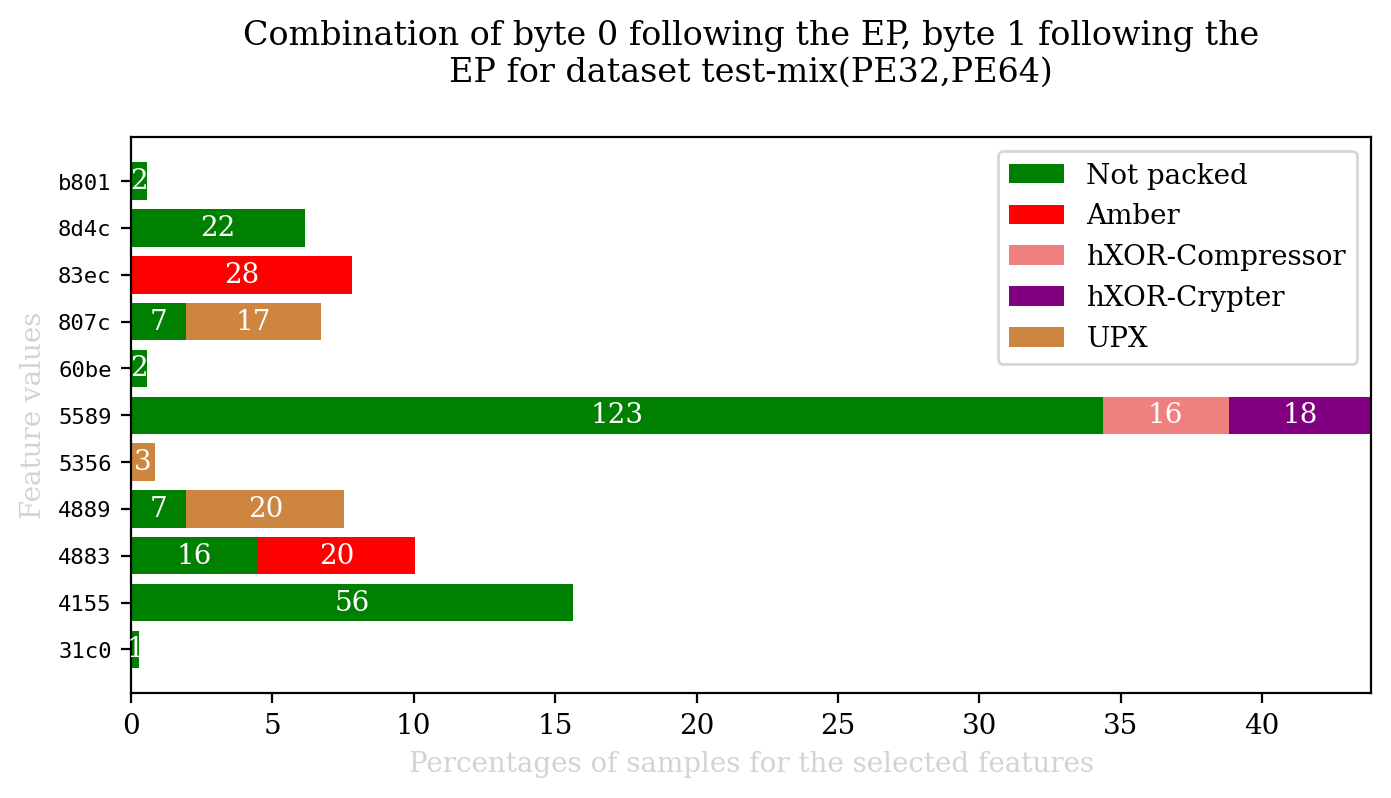 Combination of byte 0 following the EP, byte 1 following the
EP for dataset test-mix(PE32,PE64)
Not packed
Amber
hXOR-Compressor
hXOR-Crypter
UPX
Feature values
b801 2
8d4c 22
83ec 28
807c 7 17
60be 2
5589 123 16 18
5356 3
4889 7 20
4883 16 20
4155 56
31c0 1
0 5 10 15 20 25 30 35 40
Percentages of samples for the selected features